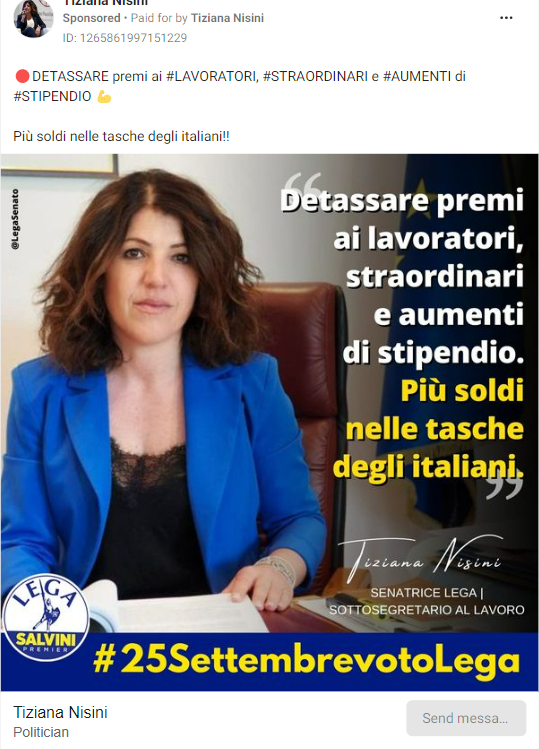 Tiziana Nisini
Sponsored • Paid for by Tiziana Nisini
ID: 1265861997151229
🔴DETASSARE premi ai #LAVORATORI, #STRAORDINARI e #AUMENTI di
#STIPENDIO 💪
Più soldi nelle tasche degli italiani!!
@LegaSenato
“Detassare premi
ai lavoratori,
straordinari
e aumenti
di stipendio.
Più soldi
nelle tasche
degli italiani.”
Tiziana Nisini
SENATRICE LEGA |
SOTTOSEGRETARIO AL LAVORO
LEGA
SALVINI
PREMIER
#25SettembrevotoLega
Tiziana Nisini
Politician
Send messa...